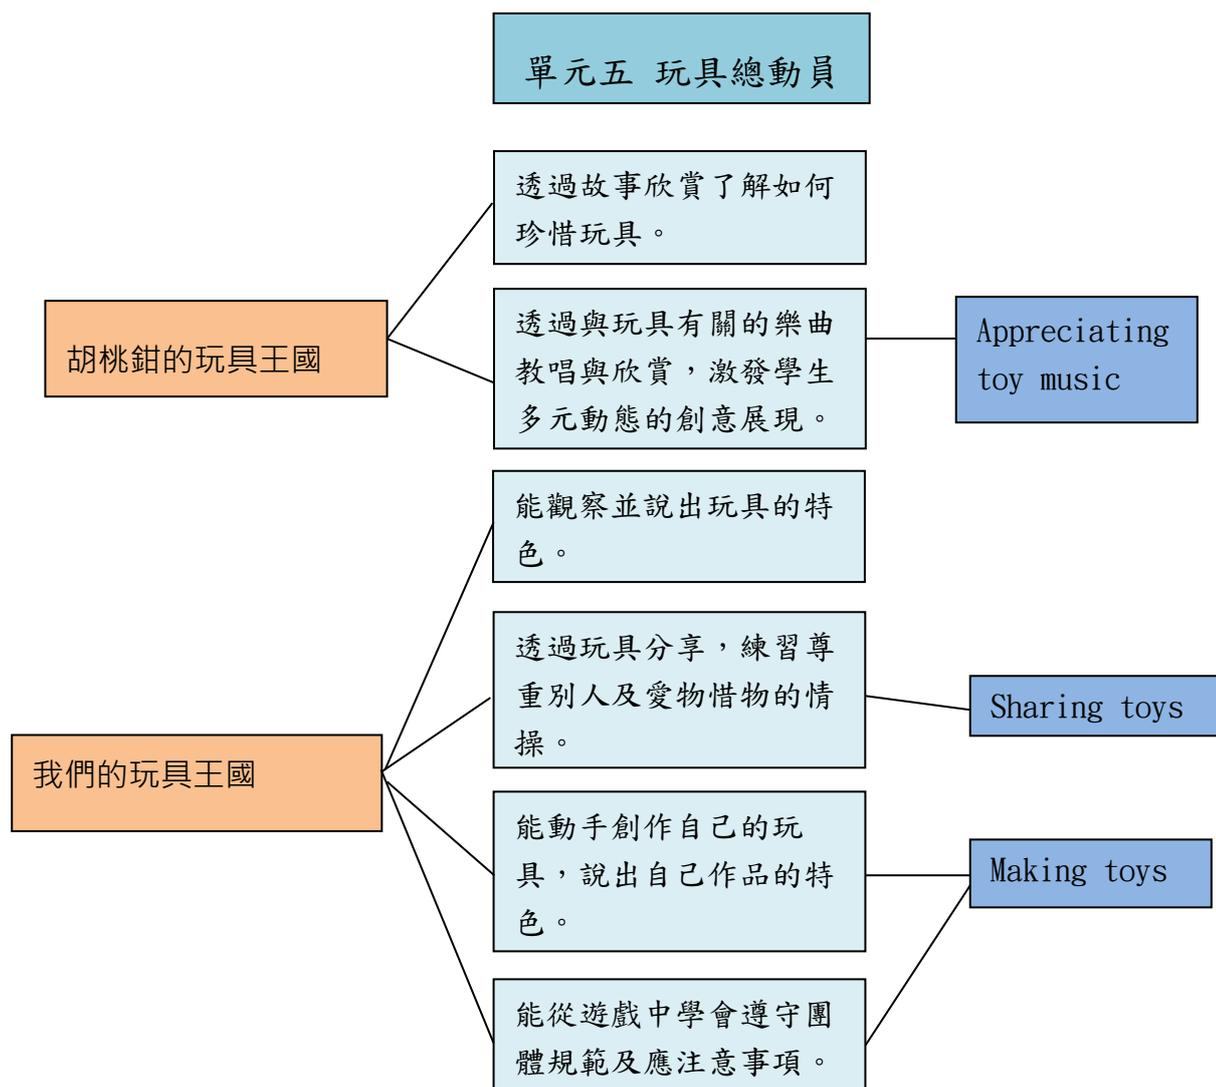 單元五 玩具總動員
透過故事欣賞了解如何
珍惜玩具。
胡桃鉗的玩具王國
透過與玩具有關的樂曲
教唱與欣賞，激發學生
多元動態的創意展現。
Appreciating
toy music
能觀察並說出玩具的特
色。
透過玩具分享，練習尊
重別人及愛物惜物的情
操。
Sharing toys
我們的玩具王國
能動手創作自己的玩
具，說出自己作品的特
色。
Making toys
能從遊戲中學會遵守團
體規範及應注意事項。